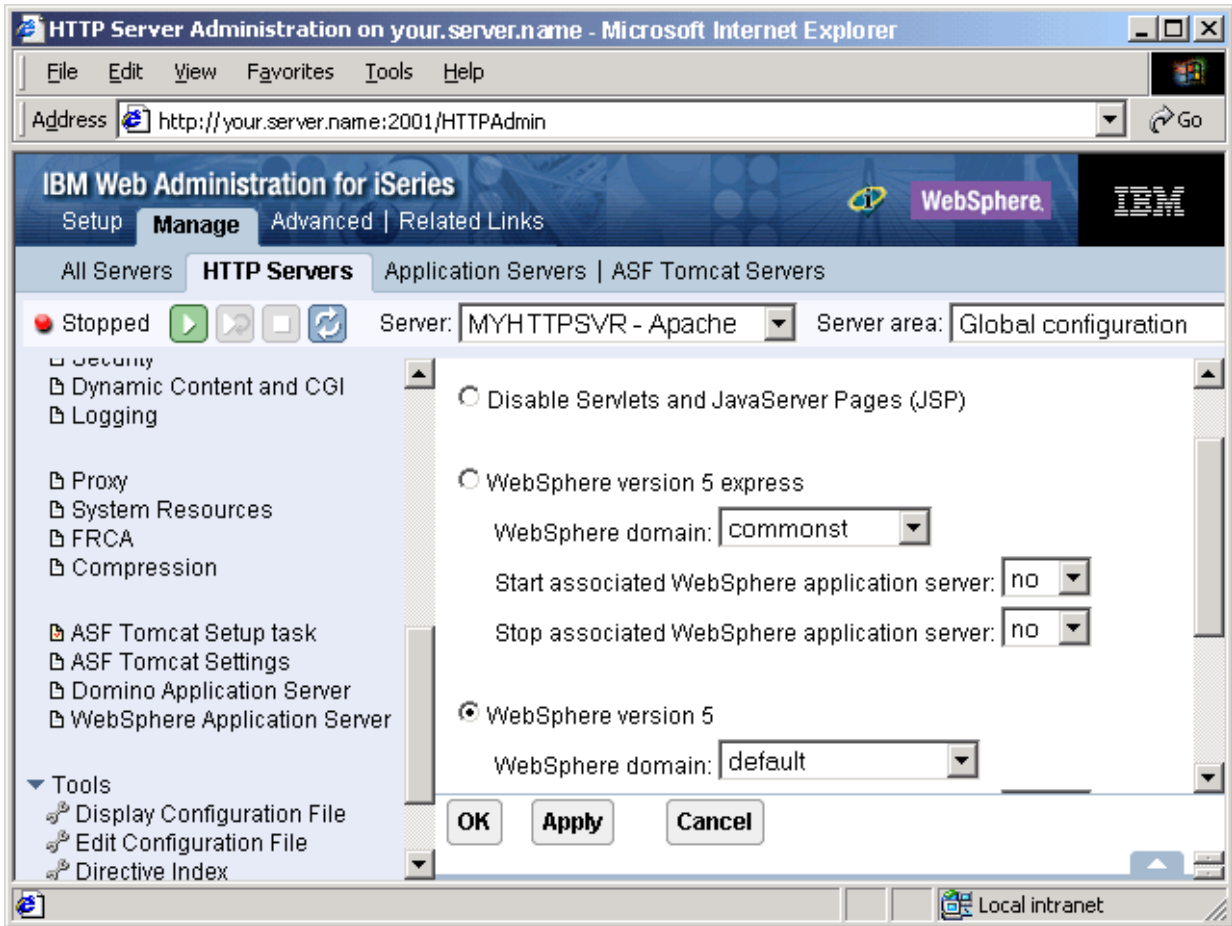 HTTP Server Administration on your.server.name - Microsoft Internet Explorer
File Edit View Favorites Tools Help
Address http://your.server.name:2001/HTTPAdmin Go
IBM Web Administration for iSeries
WebSphere. IBM
Setup Manage Advanced | Related Links
All Servers HTTP Servers Application Servers | ASF Tomcat Servers
Stopped Server: MYHTTPSVR - Apache Server area: Global configuration
Security
Dynamic Content and CGI
Logging
Proxy
System Resources
FRCA
Compression
ASF Tomcat Setup task
ASF Tomcat Settings
Domino Application Server
WebSphere Application Server
Tools
Display Configuration File
Edit Configuration File
Directive Index
Disable Servlets and JavaServer Pages (JSP)
WebSphere version 5 express
WebSphere domain: commonst
Start associated WebSphere application server: no
Stop associated WebSphere application server: no
WebSphere version 5
WebSphere domain: default
OK Apply Cancel
Local intranet